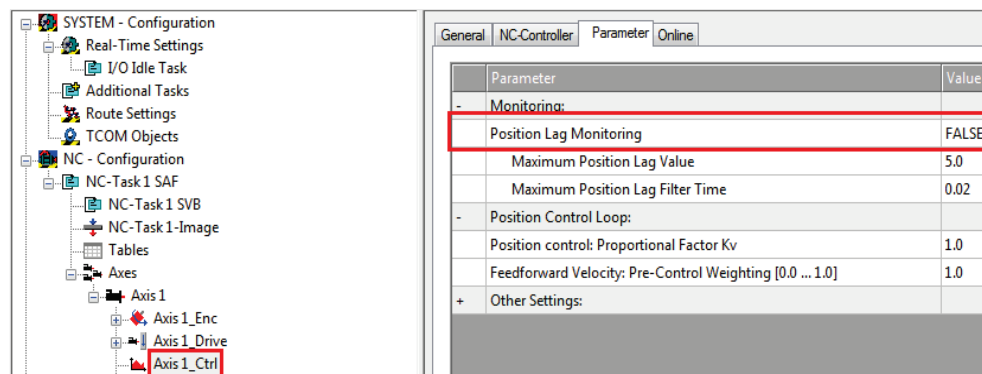 SYSTEM - Configuration
Real-Time Settings
I/O Idle Task
Additional Tasks
Route Settings
TCOM Objects
NC - Configuration
NC-Task 1 SAF
NC-Task 1 SVB
NC-Task 1-Image
Tables
Axes
Axis 1
Axis 1_Enc
Axis 1_Drive
Axis 1_Ctrl
General NC-Controller Parameter Online
Parameter Value
- Monitoring:
Position Lag Monitoring FALSE
Maximum Position Lag Value 5.0
Maximum Position Lag Filter Time 0.02
- Position Control Loop:
Position control: Proportional Factor Kv 1.0
Feedforward Velocity: Pre-Control Weighting [0.0 ... 1.0] 1.0
+ Other Settings: